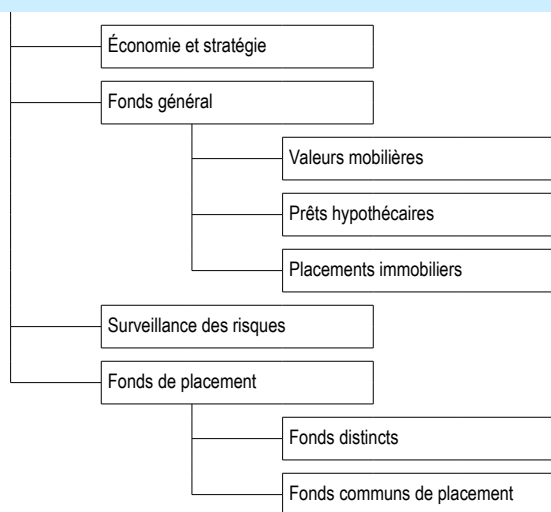 Économie et stratégie
Fonds général
Valeurs mobilières
Prêts hypothécaires
Placements immobiliers
Surveillance des risques
Fonds de placement
Fonds distincts
Fonds communs de placement